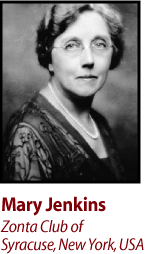 Mary Jenkins
Zonta Club of
Syracuse, New York, USA